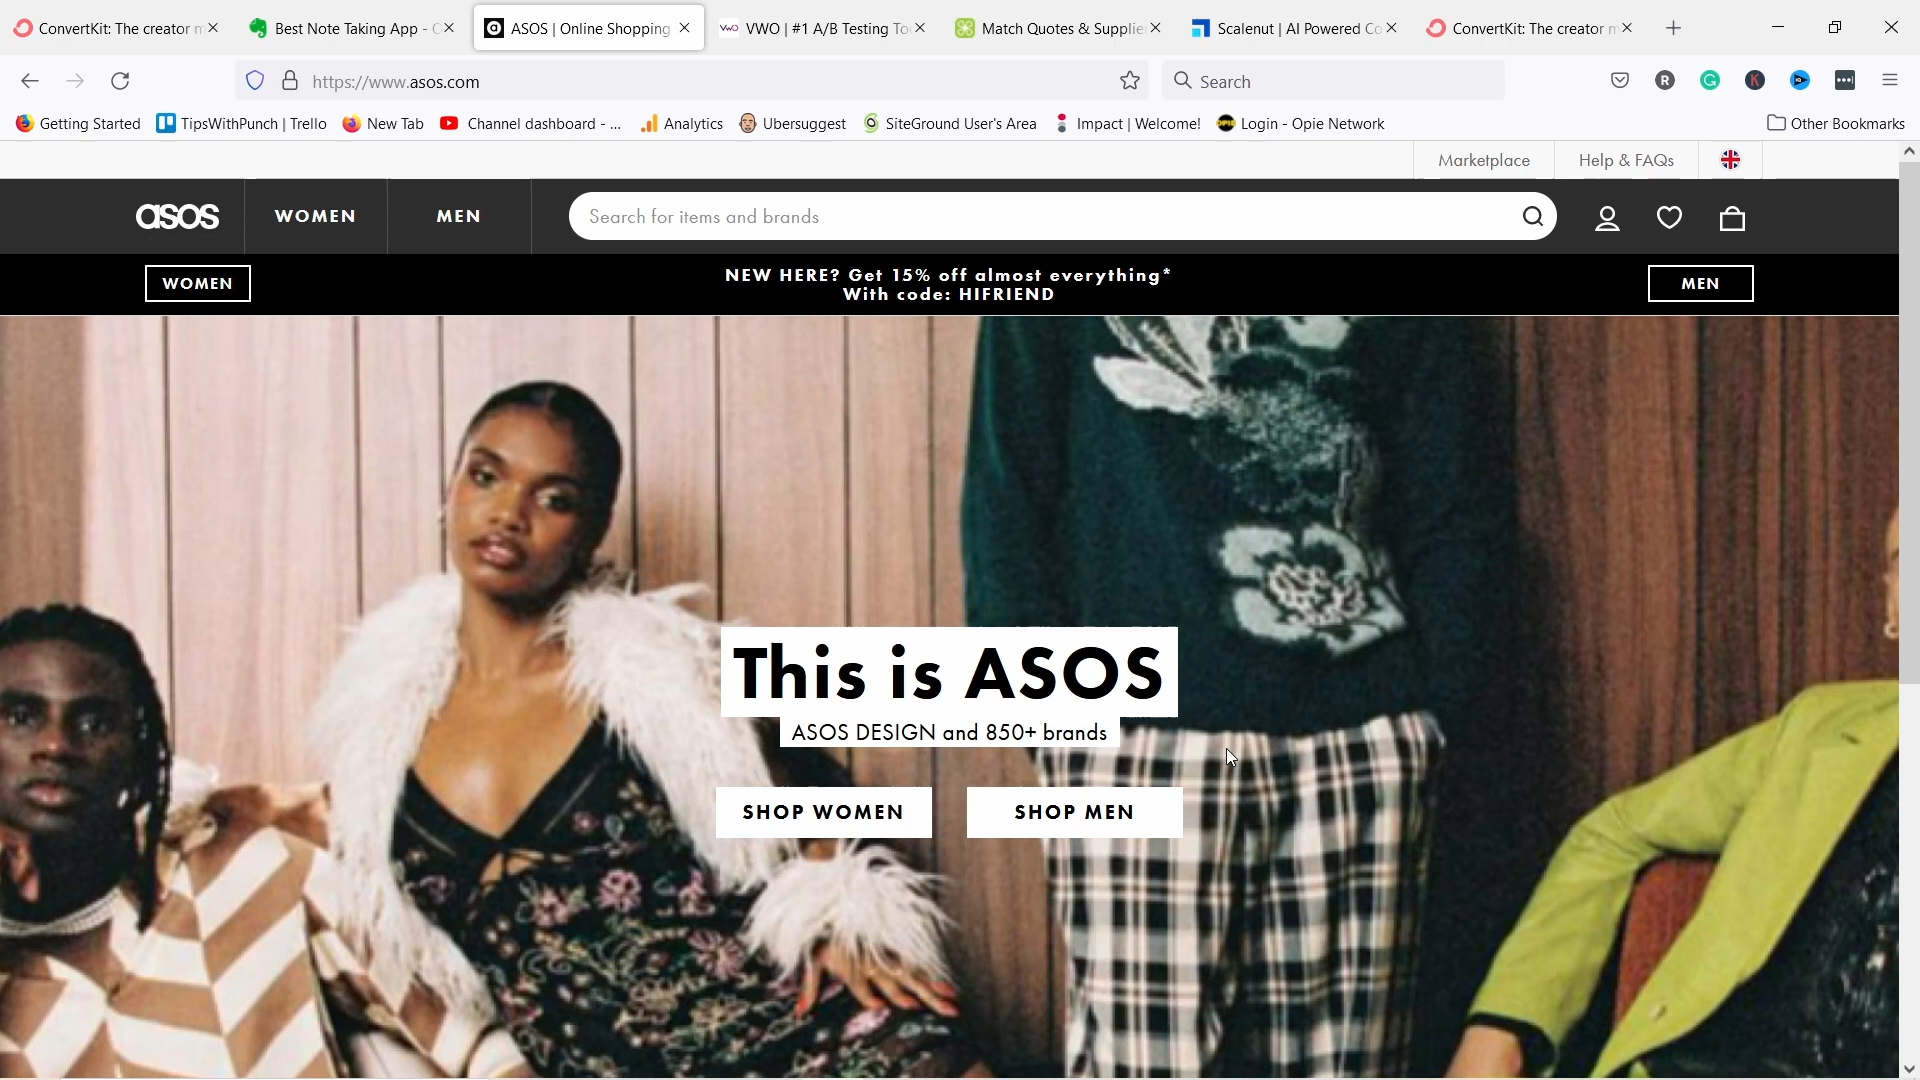 ConvertKit: The creator m
Best Note Taking App - O
ASOS | Online Shopping
VWO | #1 A/B Testing To
Match Quotes & Supplie
Scalenut | AI Powered Co
ConvertKit: The creator m
https://www.asos.com
Search
Getting Started
TipsWithPunch | Trello
New Tab
Channel dashboard - ...
Analytics
Ubersuggest
SiteGround User's Area
Impact | Welcome!
Login - Opie Network
Other Bookmarks
Marketplace
Help & FAQs
asos
WOMEN
MEN
Search for items and brands
WOMEN
NEW HERE? Get 15% off almost everything*
With code: HIFRIEND
MEN
This is ASOS
ASOS DESIGN and 850+ brands
SHOP WOMEN
SHOP MEN